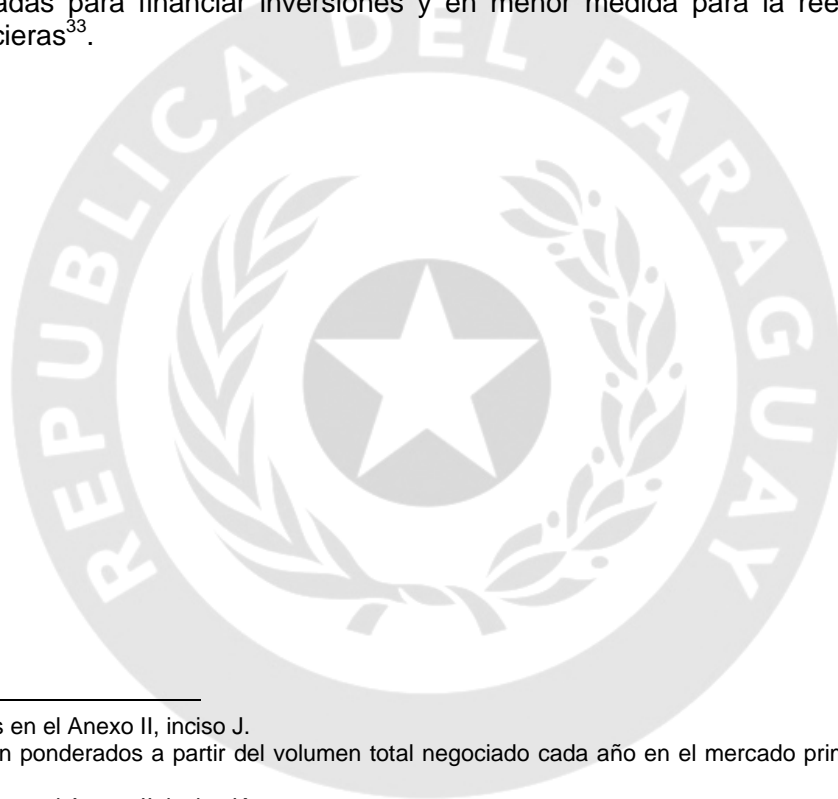 adas para financiar inversiones y en menor medida para la ree
cieras³³.
REPUBLICA DEL PARAGUAY
s en el Anexo II, inciso J.
n ponderados a partir del volumen total negociado cada año en el mercado prin